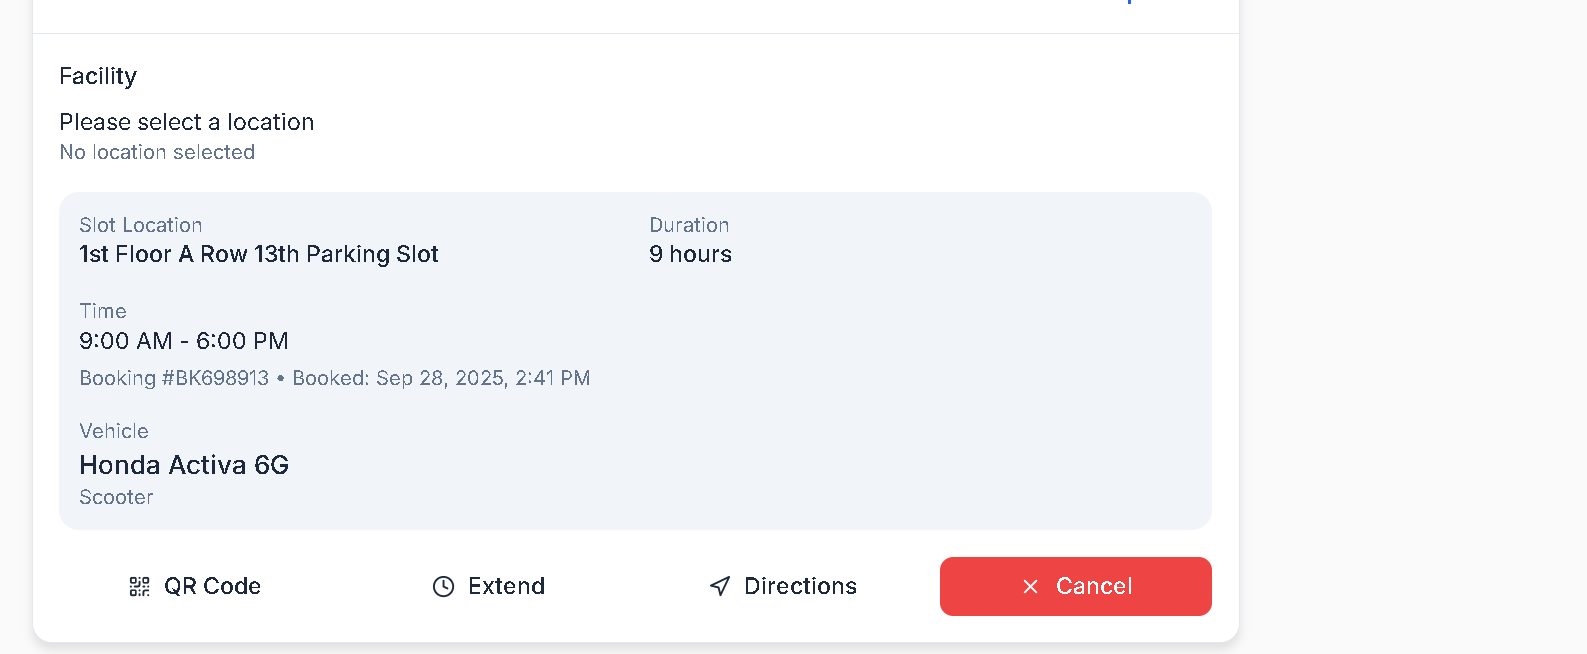 Facility
Please select a location
No location selected
Slot Location
1st Floor A Row 13th Parking Slot
Duration
9 hours
Time
9:00 AM - 6:00 PM
Booking #BK698913 • Booked: Sep 28, 2025, 2:41 PM
Vehicle
Honda Activa 6G
Scooter
QR Code
Extend
Directions
Cancel